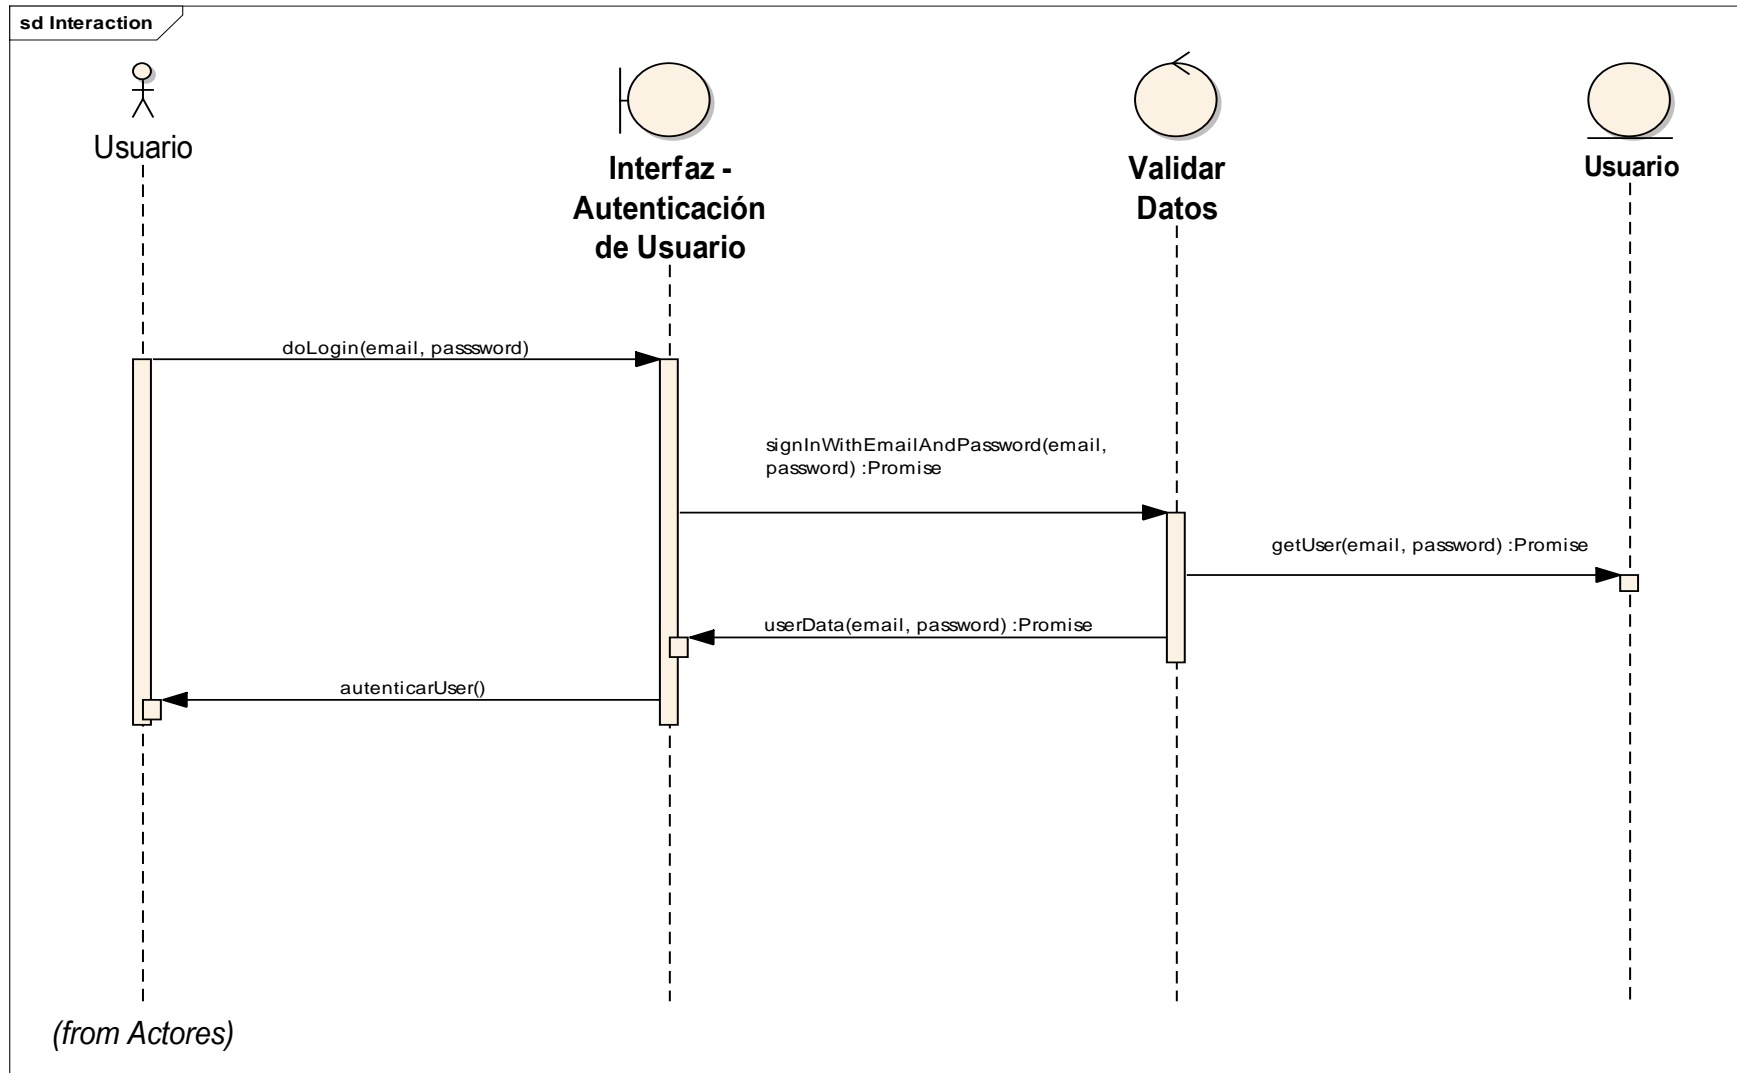 sd Interaction
Usuario
Interfaz -
Autenticación
de Usuario
Validar
Datos
Usuario
doLogin(email, passsword)
signInWithEmailAndPassword(email,
password) :Promise
getUser(email, password) :Promise
userData(email, password) :Promise
autenticarUser()
(from Actores)